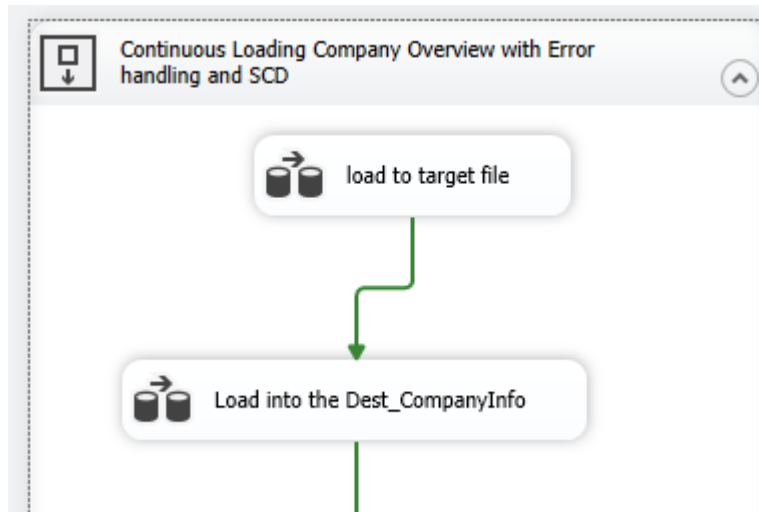 Continuous Loading Company Overview with Error
handling and SCD
load to target file
Load into the Dest_CompanyInfo